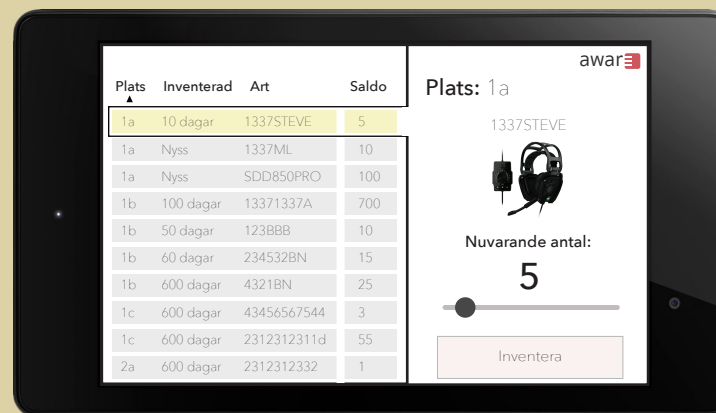 Plats Inventerad Art Saldo
1a 10 dagar 1337STEVE 5
1a Nyss 1337ML 10
1a Nyss SDD850PRO 100
1b 100 dagar 13371337A 700
1b 50 dagar 123BBB 10
1b 60 dagar 234532BN 15
1b 600 dagar 4321BN 25
1c 600 dagar 43456567544 3
1c 600 dagar 2312312311d 55
2a 600 dagar 2312312332 1
aware
Plats: 1a
1337STEVE
Nuvarande antal:
5
Inventera